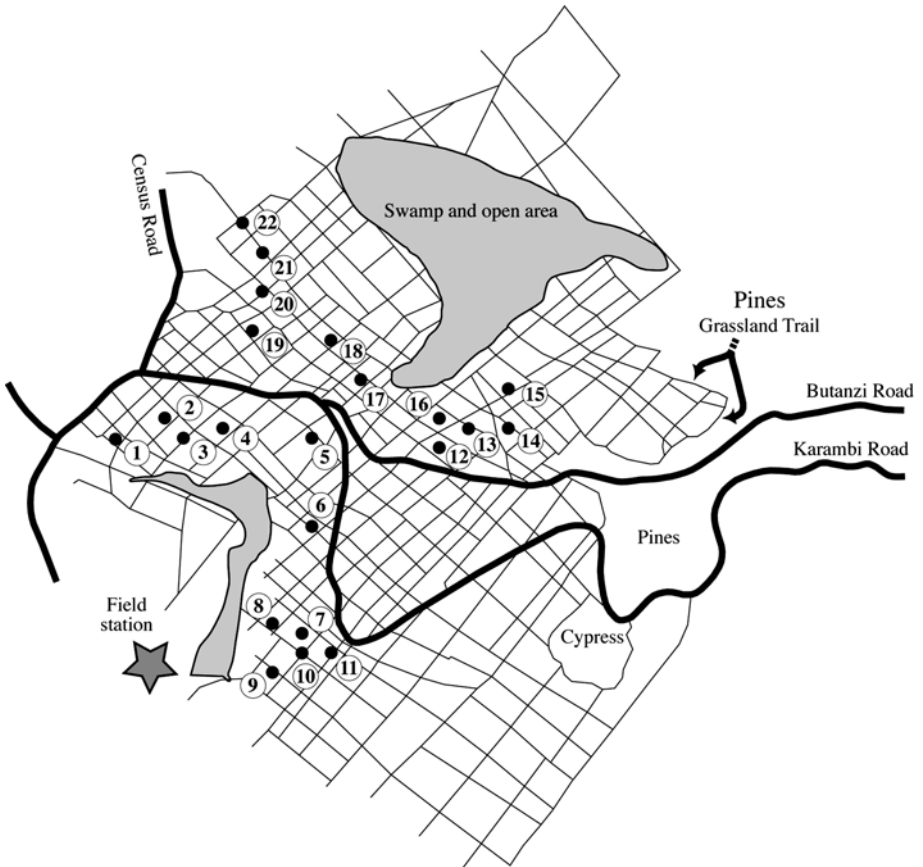 Census Road
Swamp and open area
22
21
20
19
18
17
16
15
14
13
12
Pines
Grassland Trail
Butanzi Road
Karambi Road
2
1
3
4
5
6
Pines
Field
station
8
7
Cypress
9
10
11